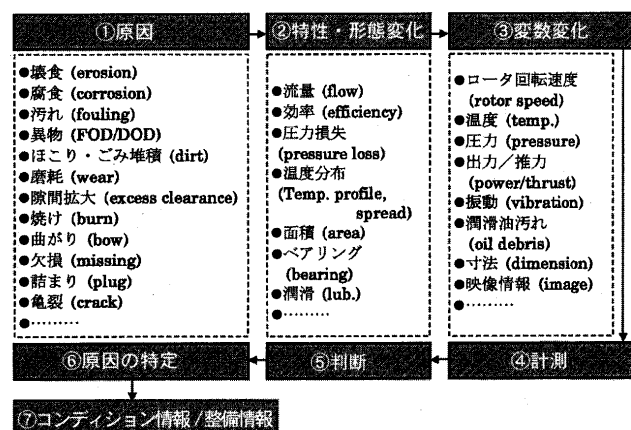 ①原因
●壊食 (erosion)
●腐食 (corrosion)
●汚れ (fouling)
●異物 (FOD/DOD)
●ほこり・ごみ堆積 (dirt)
●磨耗 (wear)
●隙間拡大 (excess clearance)
●焼け (burn)
●曲がり (bow)
●欠損 (missing)
●詰まり (plug)
●亀裂 (crack)
●………
②特性・形態変化
●流量 (flow)
●効率 (efficiency)
●圧力損失
(pressure loss)
●温度分布
(Temp. profile,
spread)
●面積 (area)
●ベアリング
(bearing)
●潤滑 (lub.)
●………
③変数変化
●ロータ回転速度
(rotor speed)
●温度 (temp.)
●圧力 (pressure)
●出力／推力
(power/thrust)
●振動 (vibration)
●潤滑油汚れ
(oil debris)
●寸法 (dimension)
●映像情報 (image)
●………
④計測
⑤判断
⑥原因の特定
⑦コンディション情報/整備情報